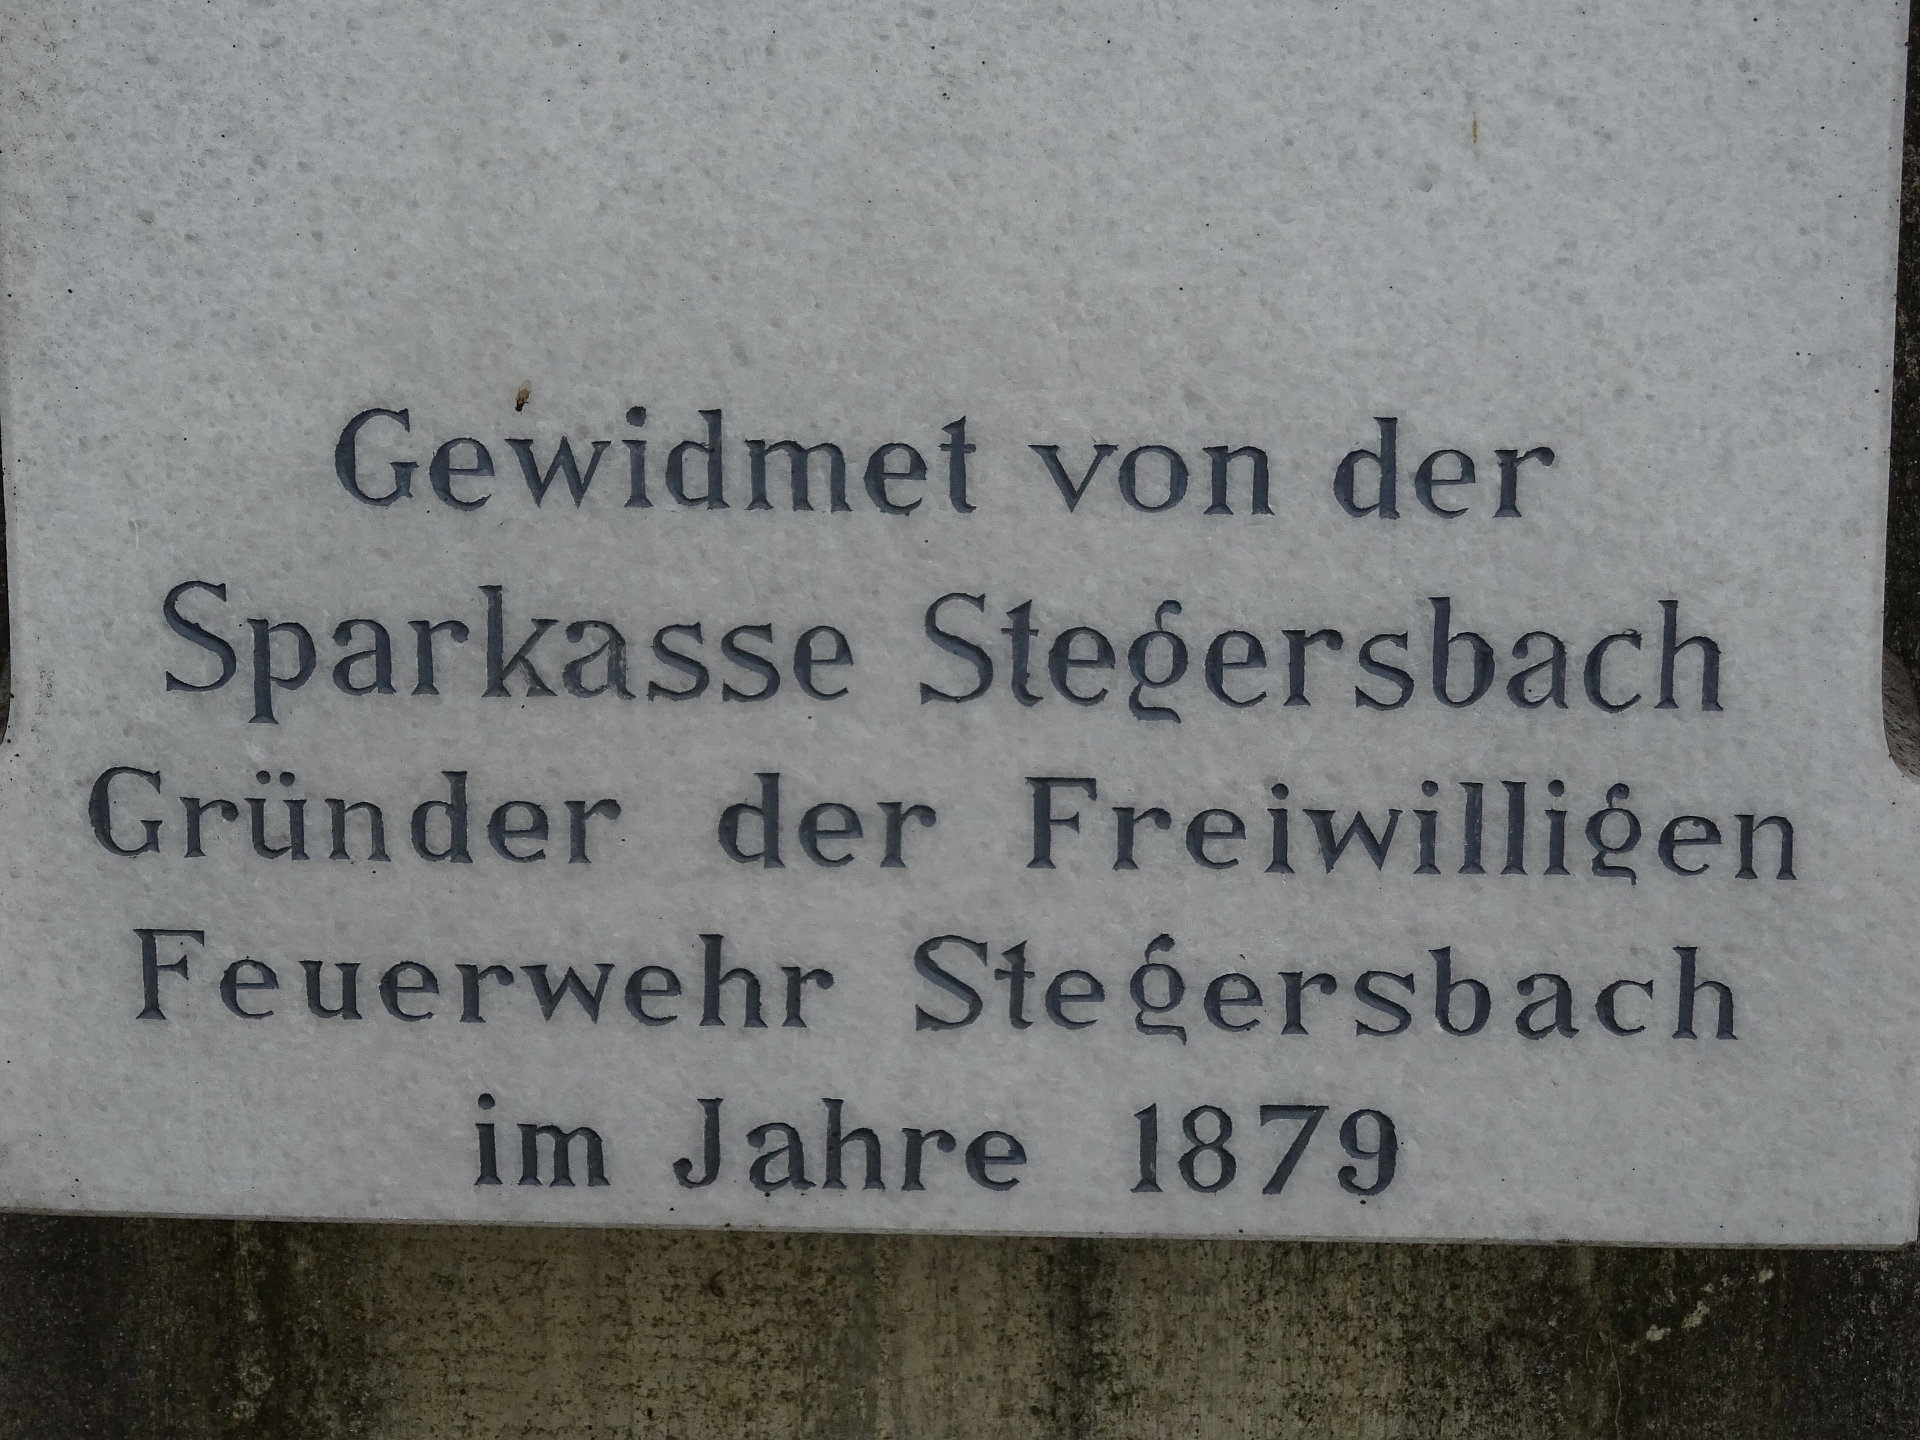 Gewidmet von der
Sparkasse Stegersbach
Gründer der Freiwilligen
Feuerwehr Stegersbach
im Jahre 1879